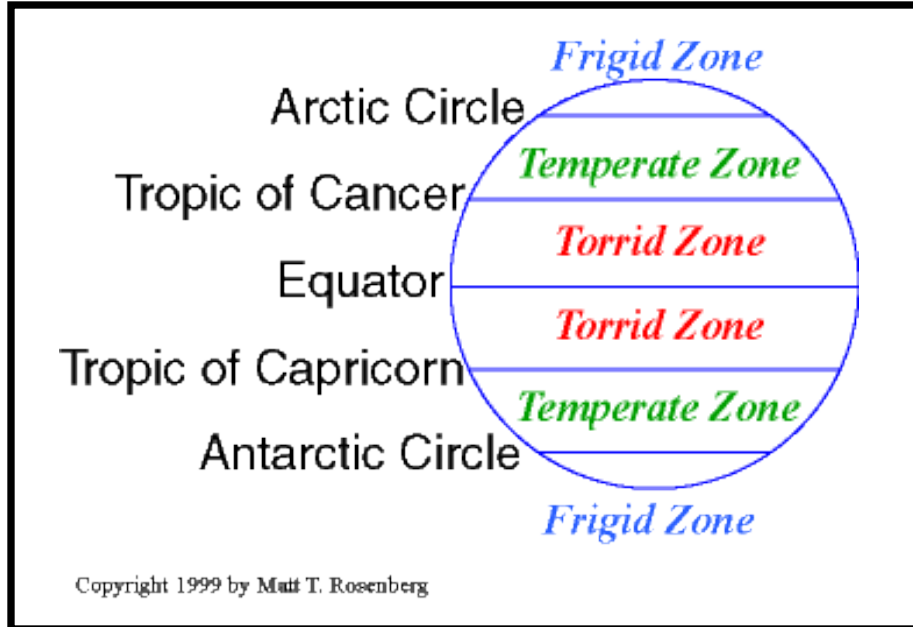 Frigid Zone
Arctic Circle
Temperate Zone
Tropic of Cancer
Torrid Zone
Equator
Torrid Zone
Tropic of Capricorn
Temperate Zone
Antarctic Circle
Frigid Zone
Copyright 1999 by Matt T. Rosenberg